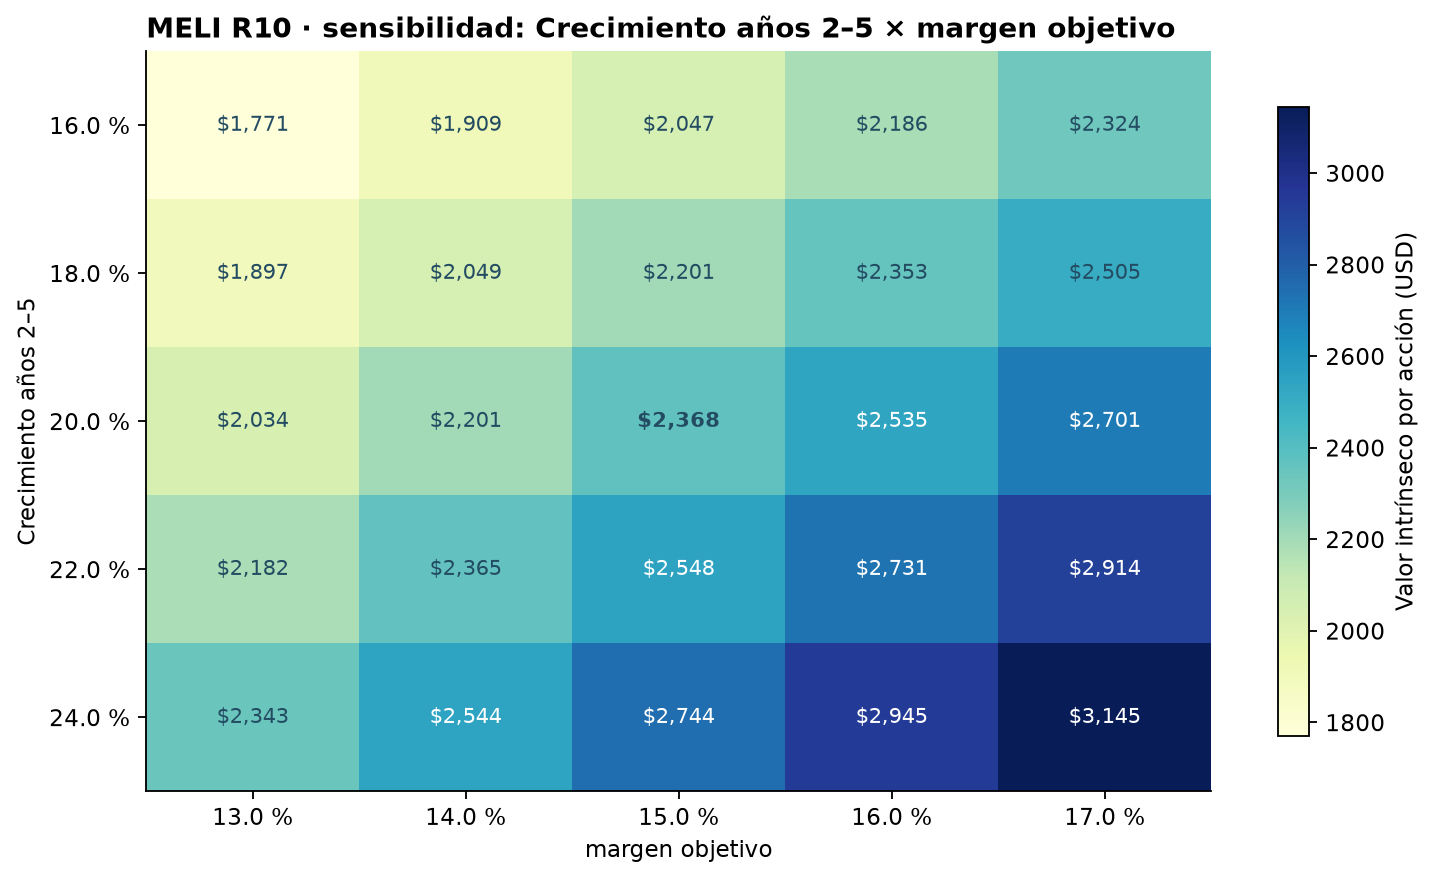 MELI R10 · sensibilidad: Crecimiento años 2–5 × margen objetivo
Crecimiento años 2–5
16.0 % $1,771 $1,909 $2,047 $2,186 $2,324
18.0 % $1,897 $2,049 $2,201 $2,353 $2,505
20.0 % $2,034 $2,201 $2,368 $2,535 $2,701
22.0 % $2,182 $2,365 $2,548 $2,731 $2,914
24.0 % $2,343 $2,544 $2,744 $2,945 $3,145
13.0 % 14.0 % 15.0 % 16.0 % 17.0 %
margen objetivo
3000
2800
2600
2400
2200
2000
1800
Valor intrínseco por acción (USD)